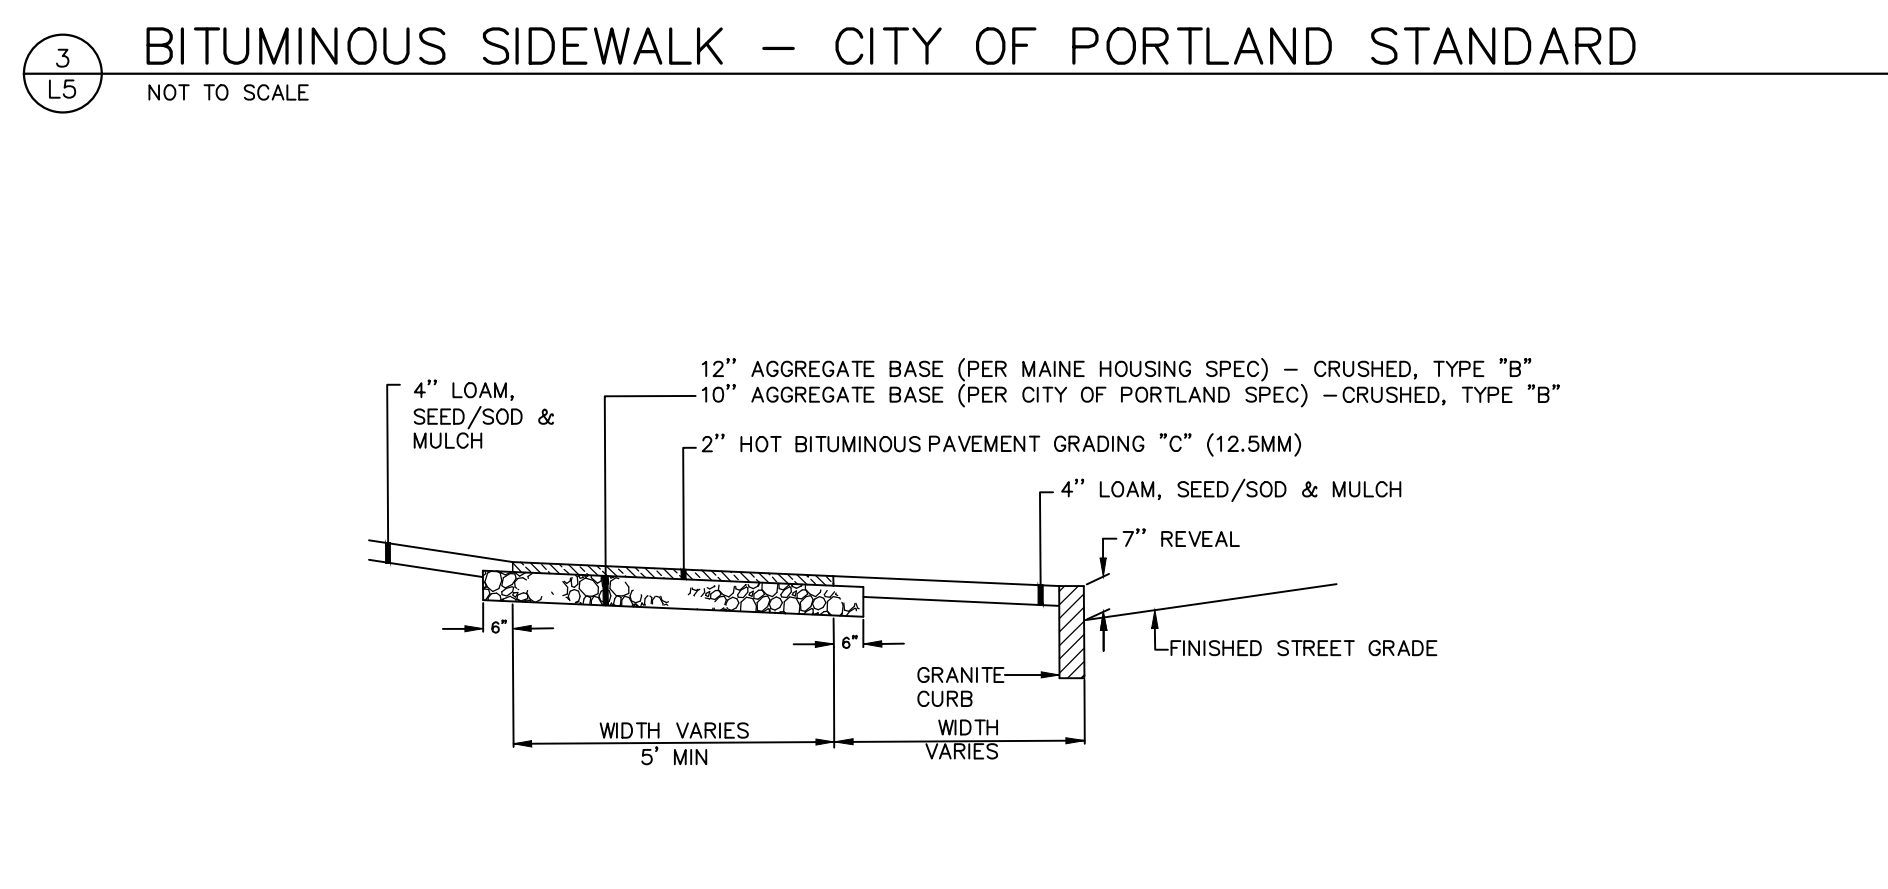 3
L5
BITUMINOUS SIDEWALK – CITY OF PORTLAND STANDARD
NOT TO SCALE
12'' AGGREGATE BASE (PER MAINE HOUSING SPEC) – CRUSHED, TYPE "B"
10'' AGGREGATE BASE (PER CITY OF PORTLAND SPEC) –CRUSHED, TYPE "B"
4'' LOAM,
SEED/SOD &
MULCH
2'' HOT BITUMINOUS PAVEMENT GRADING "C" (12.5MM)
4'' LOAM, SEED/SOD & MULCH
7'' REVEAL
6"
6"
FINISHED STREET GRADE
GRANITE
CURB
WIDTH VARIES
5' MIN
WIDTH
VARIES